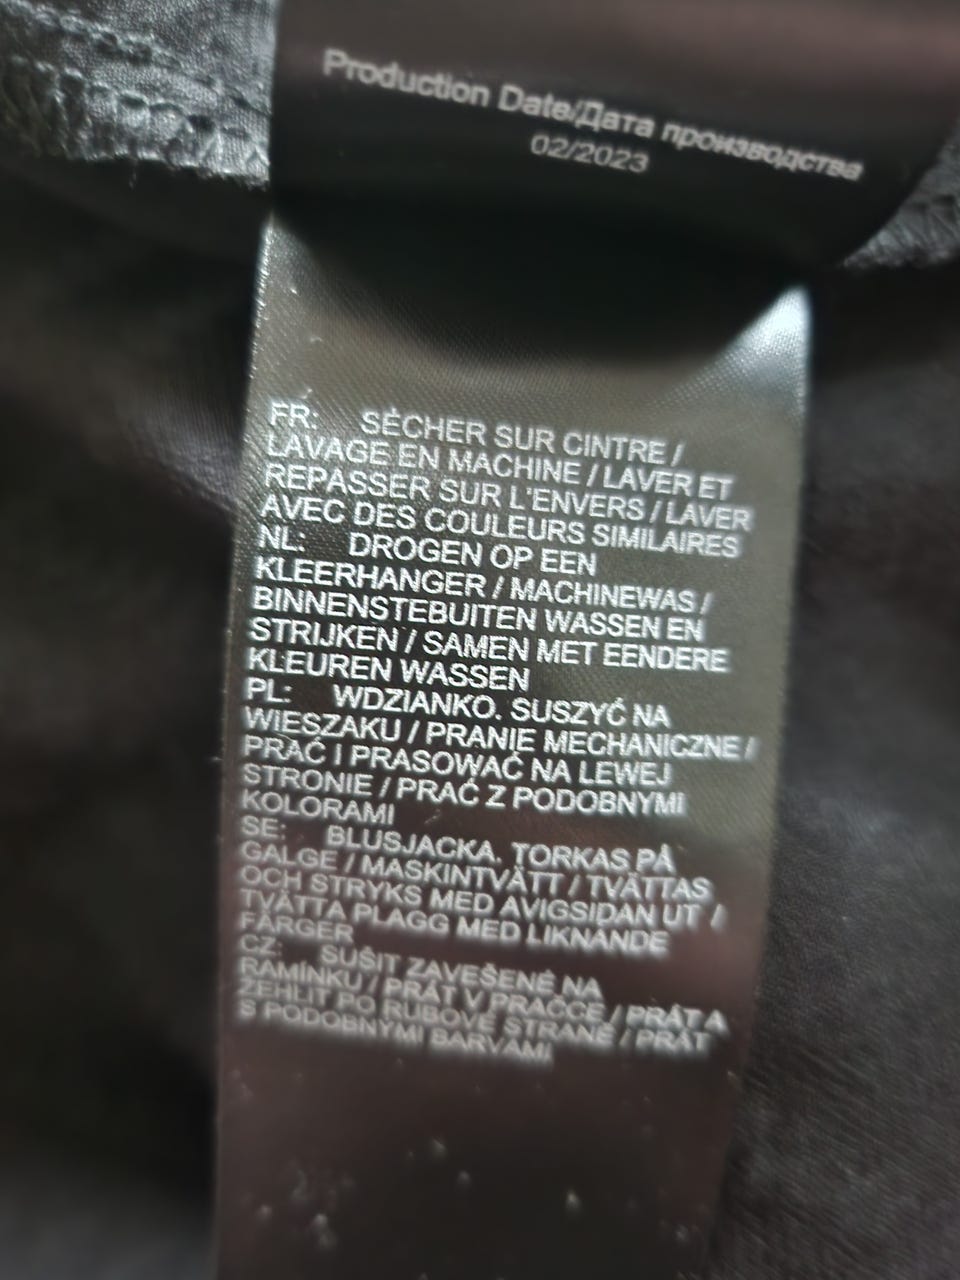 Production Date/Дата производства
02/2023
FR: SÉCHER SUR CINTRE /
LAVAGE EN MACHINE / LAVER ET
REPASSER SUR L'ENVERS / LAVER
AVEC DES COULEURS SIMILAIRES
NL: DROGEN OP EEN
KLEERHANGER / MACHINEWAS /
BINNENSTEBUITEN WASSEN EN
STRIJKEN / SAMEN MET EENDERE
KLEUREN WASSEN
PL: WDZIANKO. SUSZYĆ NA
WIESZAKU / PRANIE MECHANICZNE /
PRAĆ I PRASOWAĆ NA LEWEJ
STRONIE / PRAĆ Z PODOBNYMI
KOLORAMI
SE: BLUSJACKA. TORKAS PÅ
GALGE / MASKINTVÄTT / TVÄTTAS
OCH STRYKS MED AVIGSIDAN UT /
TVÄTTA PLAGG MED LIKNANDE
FÄRGER
CZ: SUŠIT ZAVEŠENÉ NA
RAMÍNKU / PRÁT V PRAČCE / PRÁT A
ŽEHLIT PO RUBOVÉ STRANĚ / PRÁT
S PODOBNÝMI BARVAMI